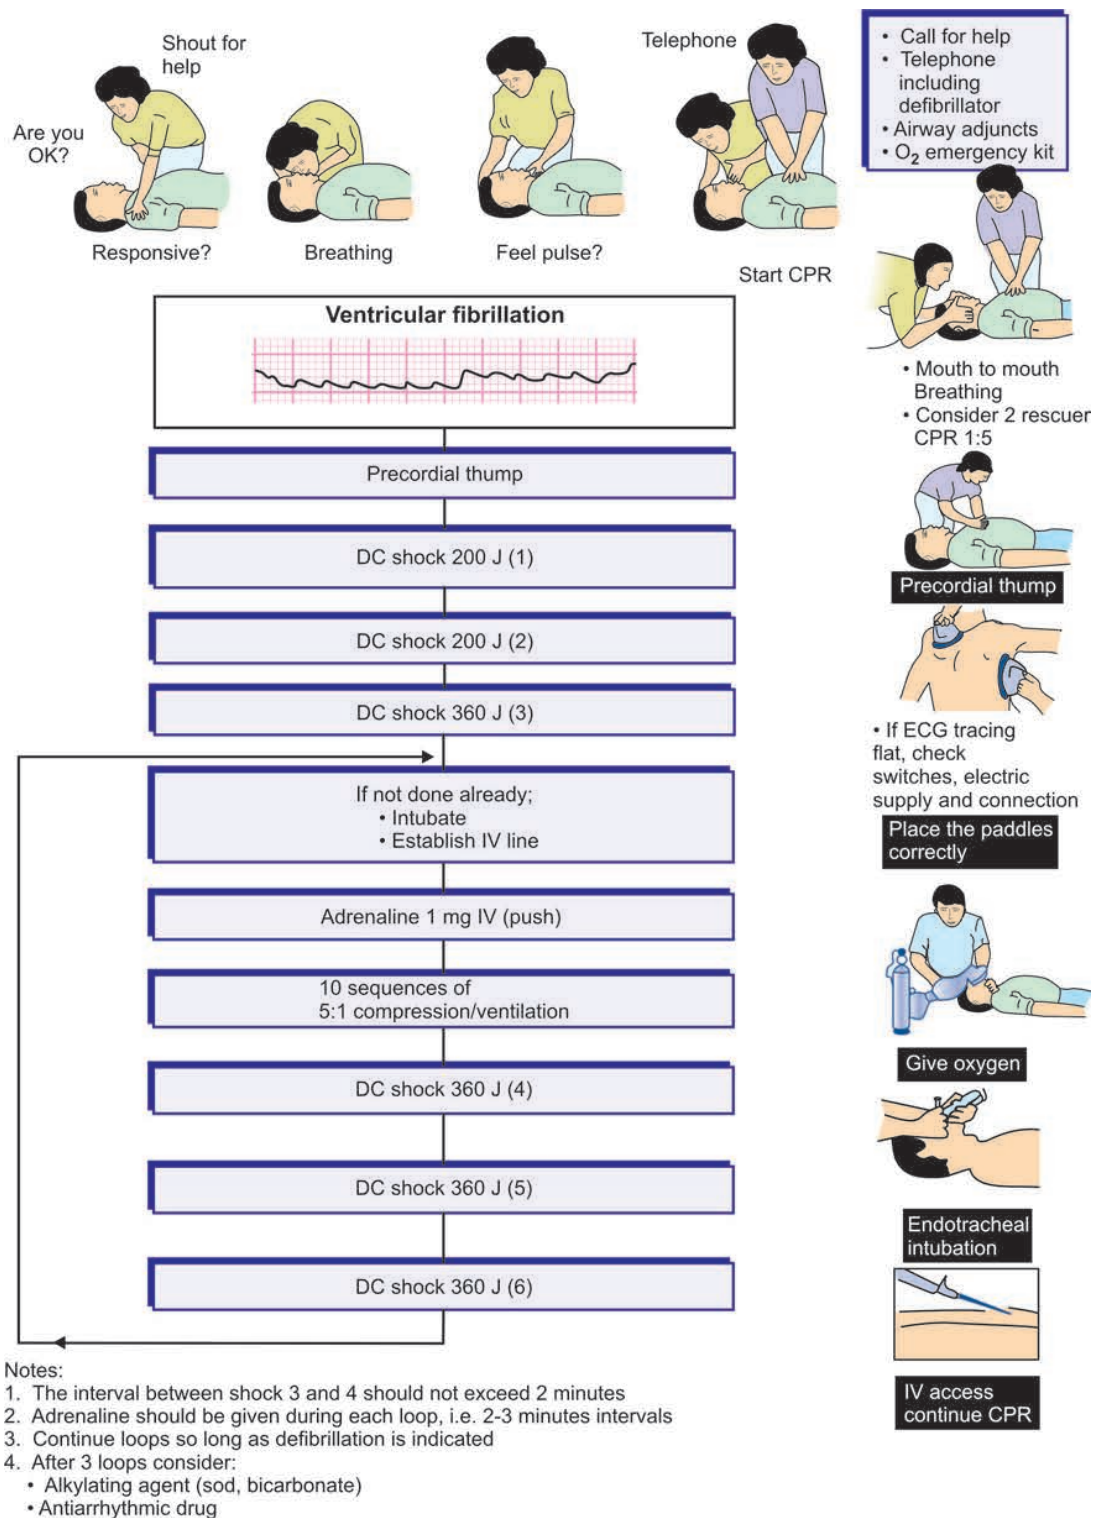 Shout for
help
Are you
OK?
Responsive?
Breathing
Feel pulse?
Telephone
Start CPR
• Call for help
• Telephone
including
defibrillator
• Airway adjuncts
• O₂ emergency kit
• Mouth to mouth
Breathing
• Consider 2 rescuer
CPR 1:5
Precordial thump
• If ECG tracing
flat, check
switches, electric
supply and connection
Place the paddles
correctly
Give oxygen
Endotracheal
intubation
IV access
continue CPR
Ventricular fibrillation
Precordial thump
DC shock 200 J (1)
DC shock 200 J (2)
DC shock 360 J (3)
If not done already;
• Intubate
• Establish IV line
Adrenaline 1 mg IV (push)
10 sequences of
5:1 compression/ventilation
DC shock 360 J (4)
DC shock 360 J (5)
DC shock 360 J (6)
Notes:
1. The interval between shock 3 and 4 should not exceed 2 minutes
2. Adrenaline should be given during each loop, i.e. 2-3 minutes intervals
3. Continue loops so long as defibrillation is indicated
4. After 3 loops consider:
• Alkylating agent (sod, bicarbonate)
• Antiarrhythmic drug